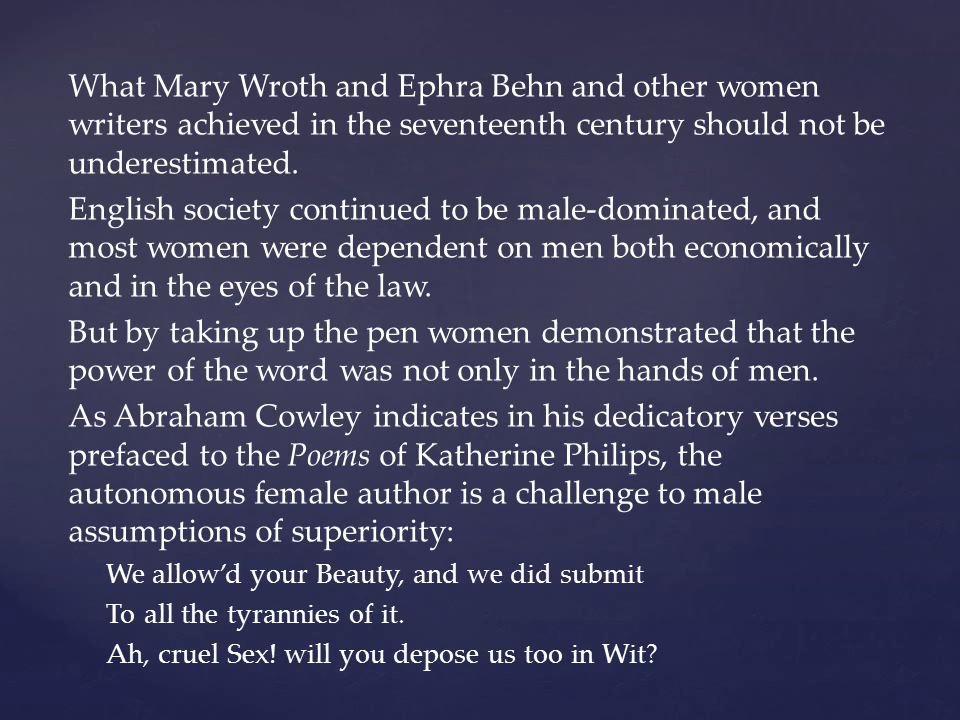 What Mary Wroth and Ephra Behn and other women
writers achieved in the seventeenth century should not be
underestimated.
English society continued to be male-dominated, and
most women were dependent on men both economically
and in the eyes of the law.
But by taking up the pen women demonstrated that the
power of the word was not only in the hands of men.
As Abraham Cowley indicates in his dedicatory verses
prefaced to the Poems of Katherine Philips, the
autonomous female author is a challenge to male
assumptions of superiority:
We allow’d your Beauty, and we did submit
To all the tyrannies of it.
Ah, cruel Sex! will you depose us too in Wit?